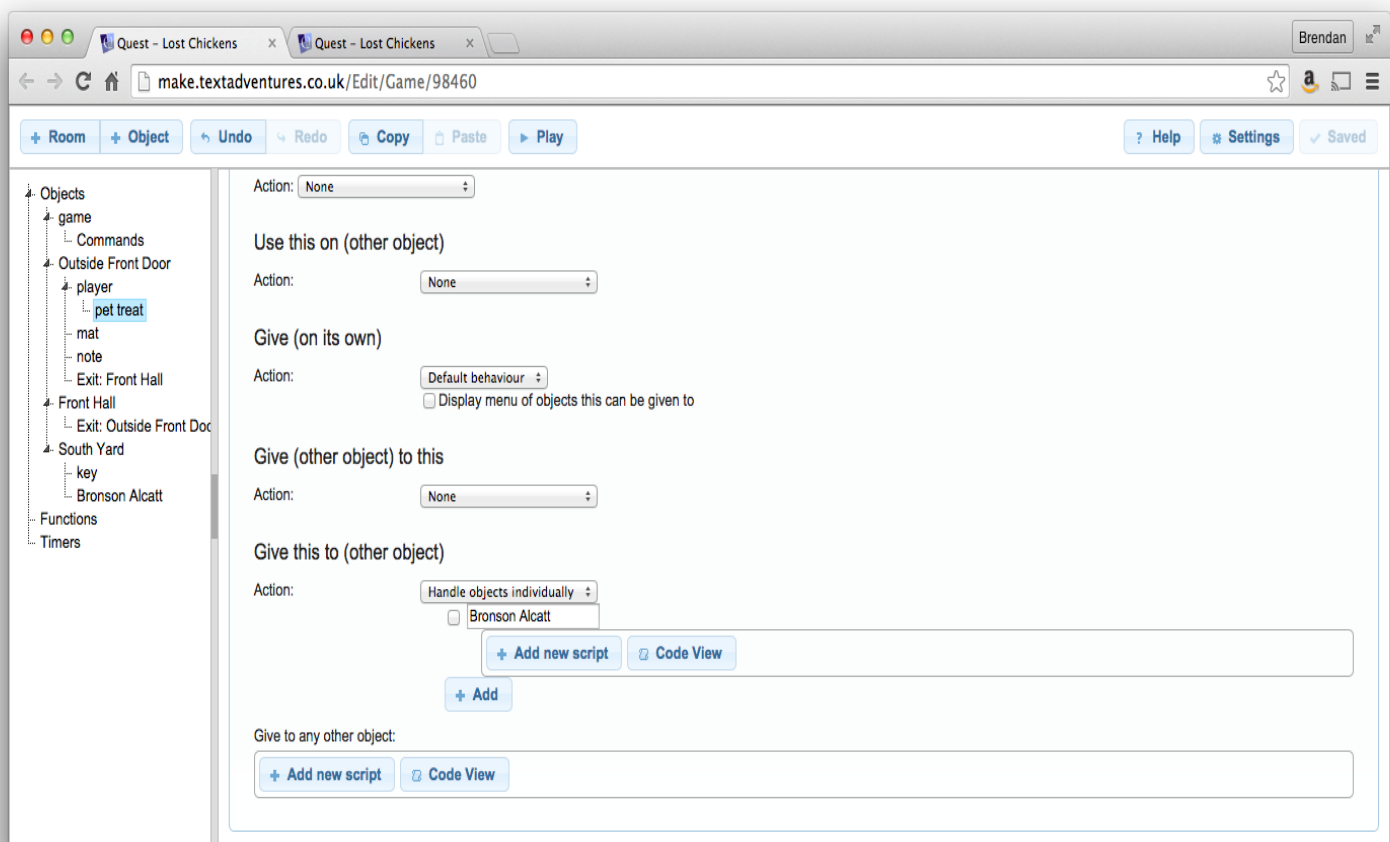 Quest – Lost Chickens
Quest – Lost Chickens
Brendan
make.textadventures.co.uk/Edit/Game/98460
+ Room + Object Undo Redo Copy Paste Play ? Help Settings Saved
Objects
game
Commands
Outside Front Door
player
pet treat
mat
note
Exit: Front Hall
Front Hall
Exit: Outside Front Doo
South Yard
key
Bronson Alcatt
Functions
Timers
Action: None
Use this on (other object)
Action: None
Give (on its own)
Action: Default behaviour
Display menu of objects this can be given to
Give (other object) to this
Action: None
Give this to (other object)
Action: Handle objects individually
Bronson Alcatt
+ Add new script Code View
+ Add
Give to any other object:
+ Add new script Code View